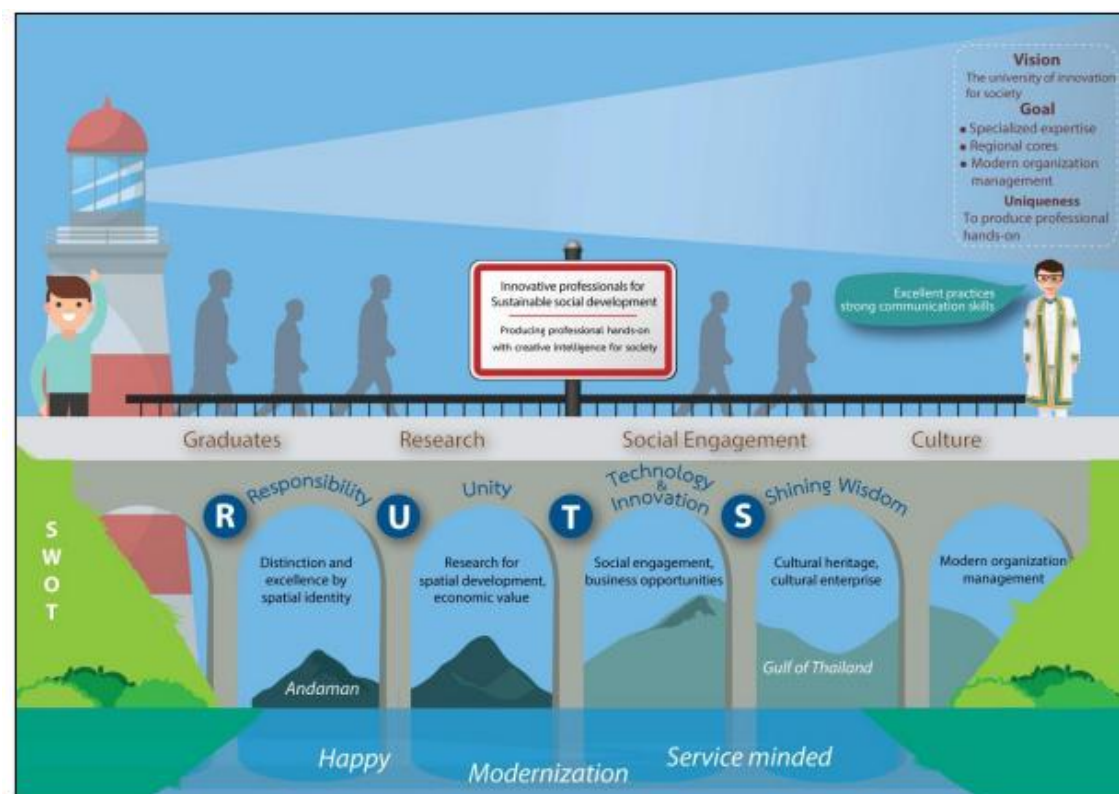 Vision
The university of innovation
for society
Goal
▪ Specialized expertise
▪ Regional cores
▪ Modern organization
management
Uniqueness
To produce professional
hands-on
Innovative professionals for
Sustainable social development
Producing professional hands-on
with creative intelligence for society
Excellent practices
strong communication skills
Graduates
Research
Social Engagement
Culture
SWOT
R
Responsibility
U
Unity
T
Technology
&
Innovation
S
Shining Wisdom
Distinction and
excellence by
spatial identity
Research for
spatial development,
economic value
Social engagement,
business opportunities
Cultural heritage,
cultural enterprise
Modern organization
management
Andaman
Gulf of Thailand
Happy
Modernization
Service minded